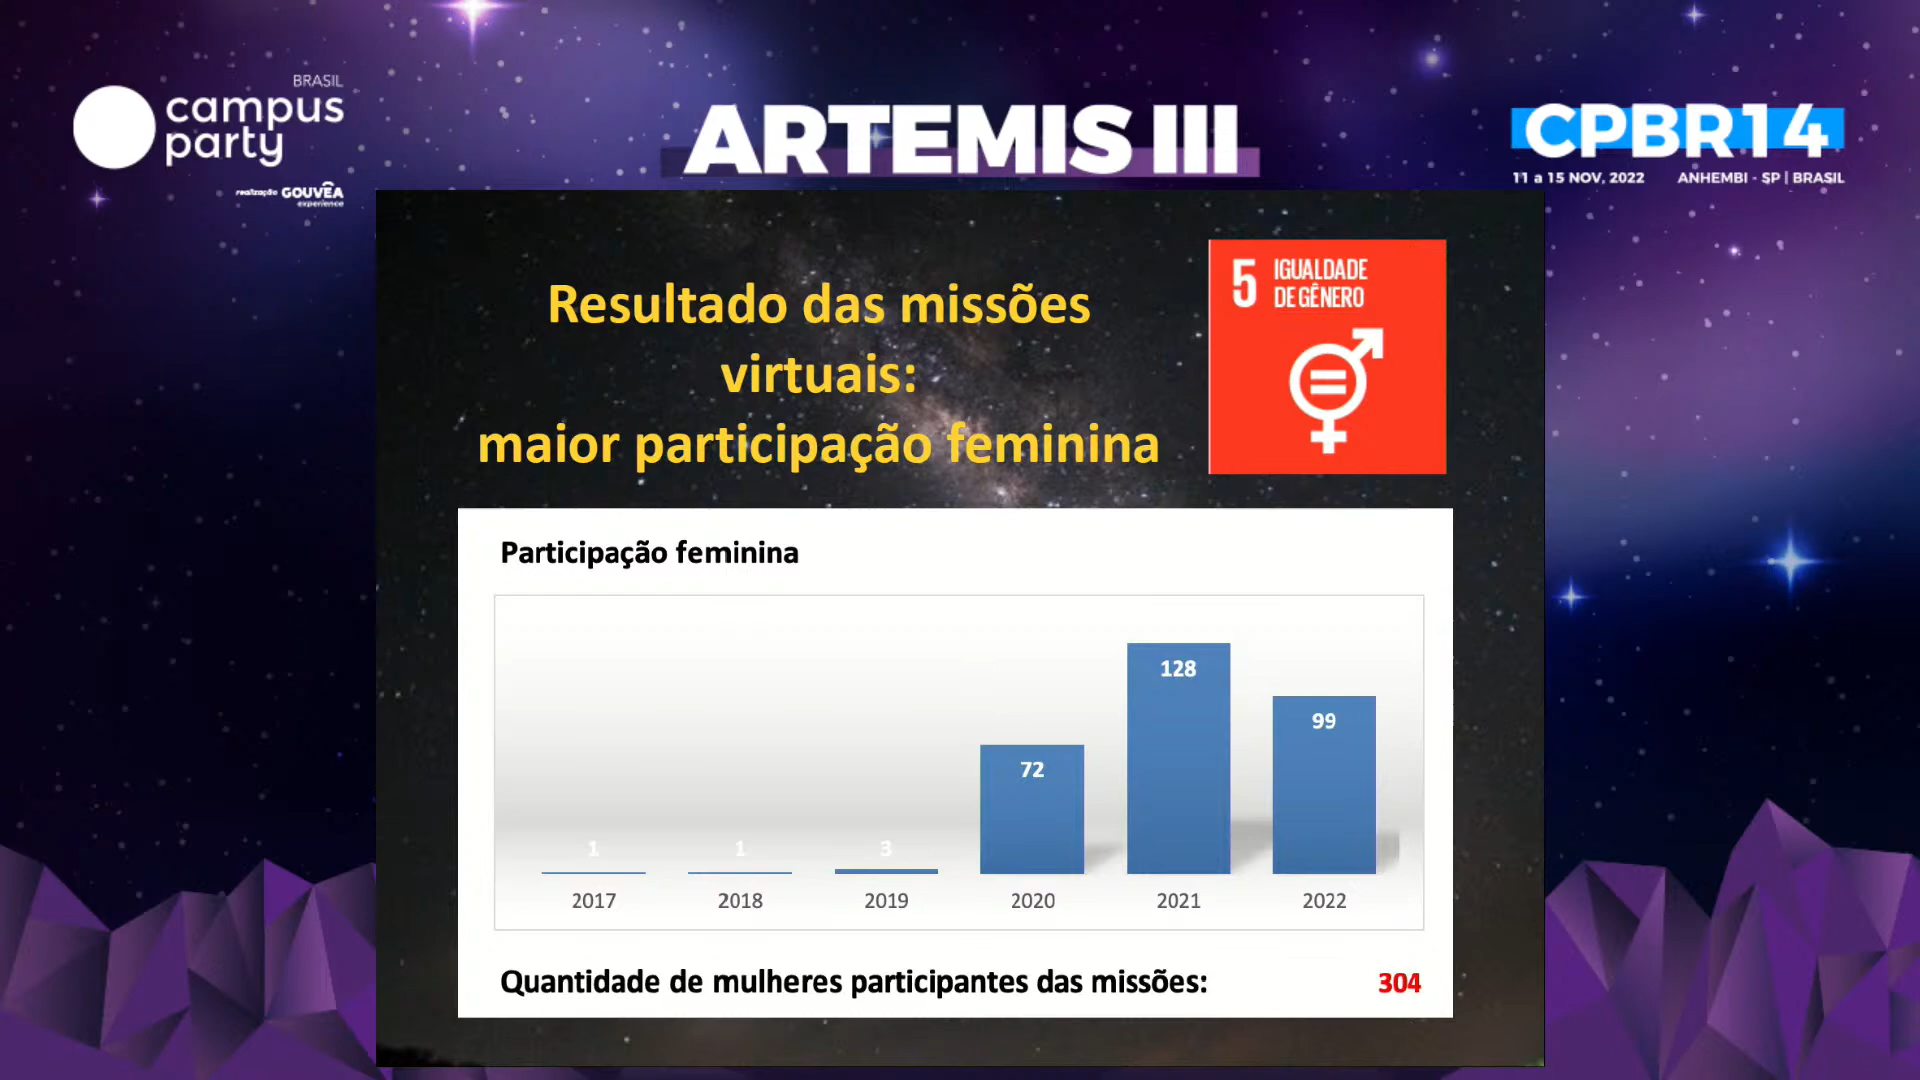 BRASIL
campus
party
realização GOUVÊA
experience
ARTEMIS III
CPBR14
11 a 15 NOV, 2022 ANHEMBI - SP | BRASIL
Resultado das missões
virtuais:
maior participação feminina
5 IGUALDADE
DE GÊNERO
Participação feminina
1 1 3 72 128 99
2017 2018 2019 2020 2021 2022
Quantidade de mulheres participantes das missões: 304